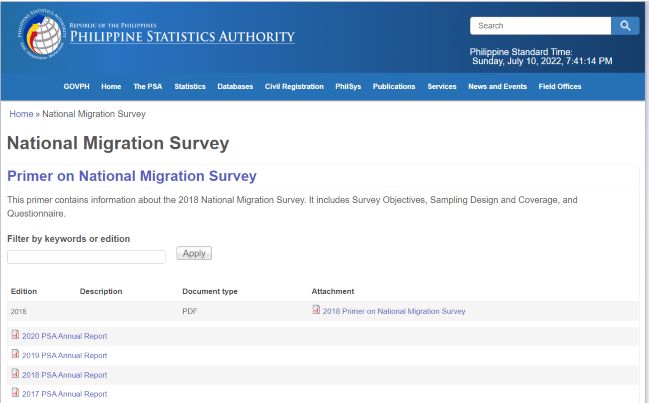 REPUBLIC OF THE PHILIPPINES
PHILIPPINE STATISTICS AUTHORITY
Search
Philippine Standard Time:
Sunday, July 10, 2022, 7:41:14 PM
GOVPH Home The PSA Statistics Databases Civil Registration PhilSys Publications Services News and Events Field Offices
Home » National Migration Survey
National Migration Survey
Primer on National Migration Survey
This primer contains information about the 2018 National Migration Survey. It includes Survey Objectives, Sampling Design and Coverage, and
Questionnaire.
Filter by keywords or edition
Apply
Edition Description Document type Attachment
2018 PDF 2018 Primer on National Migration Survey
2020 PSA Annual Report
2019 PSA Annual Report
2018 PSA Annual Report
2017 PSA Annual Report